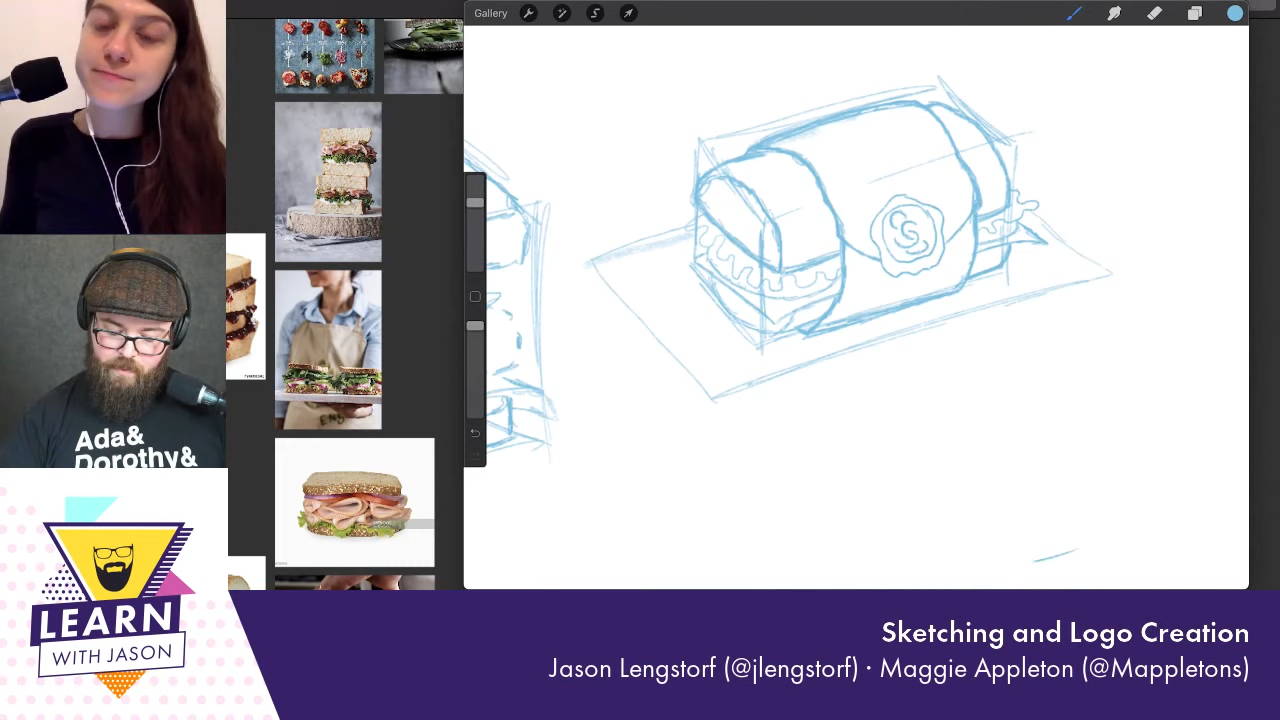 Gallery
S
Ada&
Dorothy&
LEARN
WITH JASON
Sketching and Logo Creation
Jason Lengstorf (@jlengstorf) · Maggie Appleton (@Mappletons)